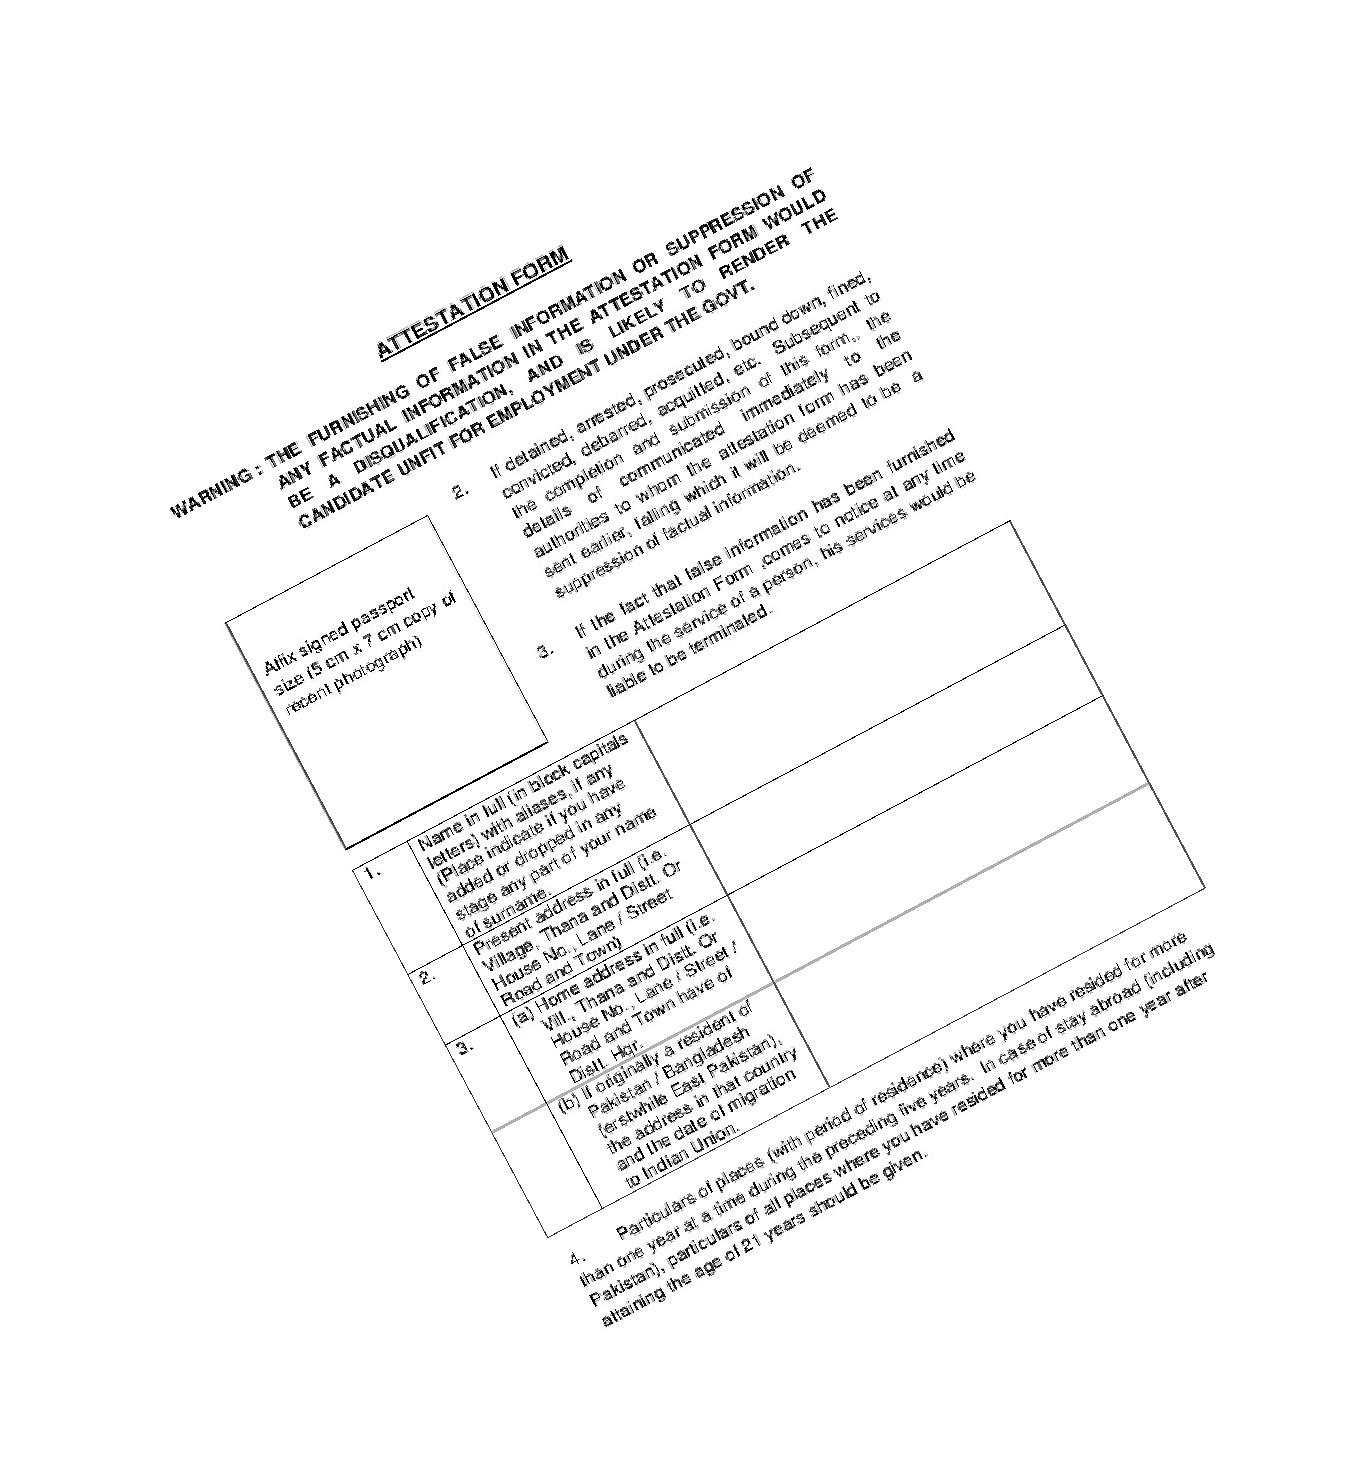 ATTESTATION FORM
WARNING : THE FURNISHING OF FALSE INFORMATION OR SUPPRESSION OF
ANY FACTUAL INFORMATION IN THE ATTESTATION FORM WOULD
BE A DISQUALIFICATION, AND IS LIKELY TO RENDER THE
CANDIDATE UNFIT FOR EMPLOYMENT UNDER THE GOVT.
Affix signed passport
size (5 cm x 7 cm copy of
recent photograph)
2. If detained, arrested, prosecuted, bound down, fined,
convicted, debarred, acquitted, etc. Subsequent to
the completion and submission of this form,, the
details of communicated immediately to the
authorities to whom the attestation form has been
sent earlier, failing which it will be deemed to be a
suppression of factual information.
3. If the fact that false information has been furnished
in the Attestation Form ,comes to notice at any time
during the service of a person, his services would be
liable to be terminated.
1. Name in full (in block capitals
letters) with aliases, if any
(Place indicate if you have
added or dropped in any
stage any part of your name
of surname.
2. Present address in full (i.e.
Village, Thana and Distt. Or
House No., Lane / Street
Road and Town)
3. (a) Home address in full (i.e.
Vill., Thana and Distt. Or
House No., Lane / Street /
Road and Town have of
Distt. Hqr.
(b) If originally a resident of
Pakistan / Bangladesh
(erstwhile East Pakistan),
the address in that country
and the date of migration
to Indian Union.
4. Particulars of places (with period of residence) where you have resided for more
than one year at a time during the preceding five years. In case of stay abroad (including
Pakistan), particulars of all places where you have resided for more than one year after
attaining the age of 21 years should be given.